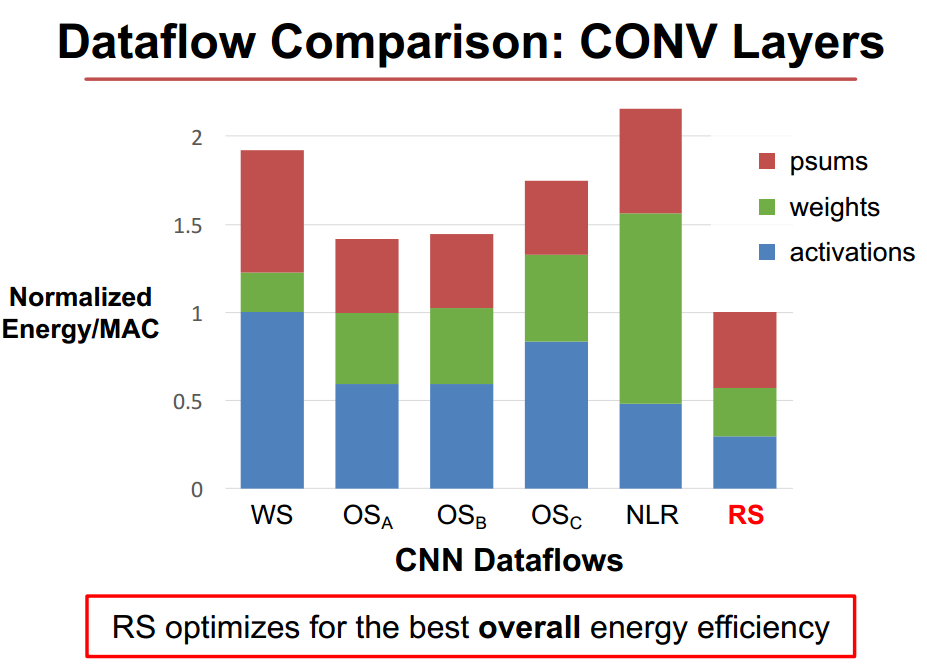 Dataflow Comparison: CONV Layers
2
1.5
1
0.5
0
Normalized
Energy/MAC
psums
weights
activations
WS OSA OSB OSC NLR RS
CNN Dataflows
RS optimizes for the best overall energy efficiency